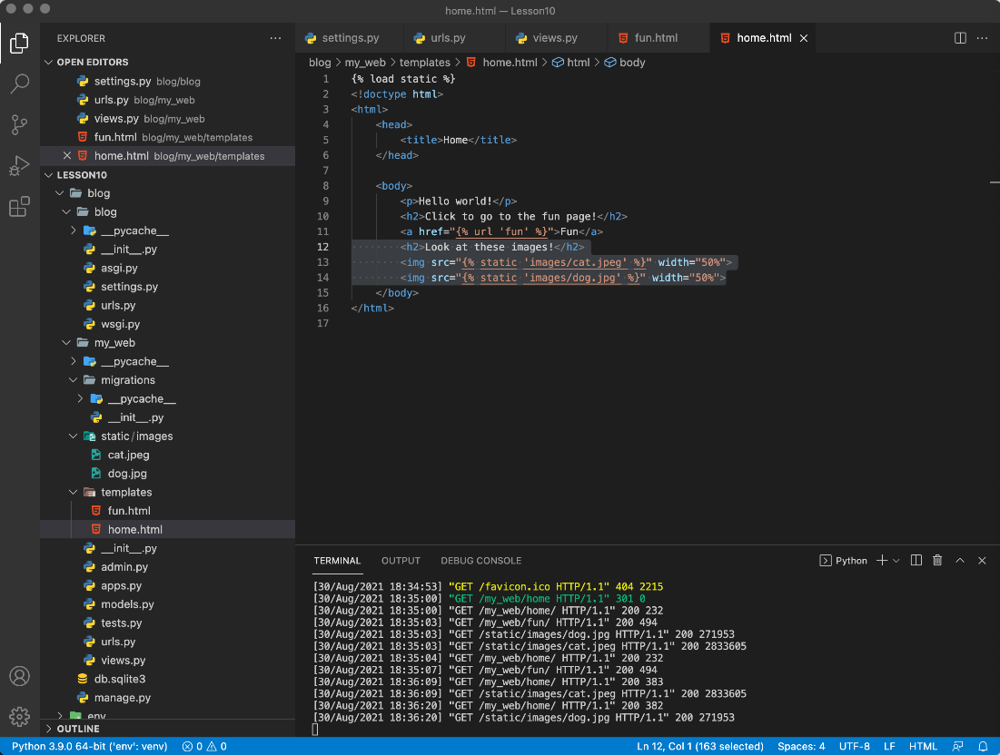 home.html — Lesson10
EXPLORER ...
OPEN EDITORS
settings.py blog/blog
urls.py blog/my_web
views.py blog/my_web
fun.html blog/my_web/templates
home.html blog/my_web/templates
LESSON10
blog
blog
__pycache__
__init__.py
asgi.py
settings.py
urls.py
wsgi.py
my_web
__pycache__
migrations
__pycache__
__init__.py
static/images
cat.jpeg
dog.jpg
templates
fun.html
home.html
__init__.py
admin.py
apps.py
models.py
tests.py
urls.py
views.py
db.sqlite3
manage.py
env
OUTLINE
settings.py urls.py views.py fun.html home.html
blog > my_web > templates > home.html > html > body
1 {% load static %}
2 <!doctype html>
3 <html>
4 <head>
5 <title>Home</title>
6 </head>
7
8 <body>
9 <p>Hello world!</p>
10 <h2>Click to go to the fun page!</h2>
11 <a href="{% url 'fun' %}">Fun</a>
12 <h2>Look at these images!</h2>
13 <img src="{% static 'images/cat.jpeg' %}" width="50%">
14 <img src="{% static 'images/dog.jpg' %}" width="50%">
15 </body>
16 </html>
17
TERMINAL OUTPUT DEBUG CONSOLE Python
[30/Aug/2021 18:34:53] "GET /favicon.ico HTTP/1.1" 404 2215
[30/Aug/2021 18:35:00] "GET /my_web/home HTTP/1.1" 301 0
[30/Aug/2021 18:35:00] "GET /my_web/home/ HTTP/1.1" 200 232
[30/Aug/2021 18:35:03] "GET /my_web/fun/ HTTP/1.1" 200 494
[30/Aug/2021 18:35:03] "GET /static/images/dog.jpg HTTP/1.1" 200 271953
[30/Aug/2021 18:35:03] "GET /static/images/cat.jpeg HTTP/1.1" 200 2833605
[30/Aug/2021 18:35:04] "GET /my_web/home/ HTTP/1.1" 200 232
[30/Aug/2021 18:35:07] "GET /my_web/fun/ HTTP/1.1" 200 494
[30/Aug/2021 18:36:09] "GET /my_web/home/ HTTP/1.1" 200 383
[30/Aug/2021 18:36:09] "GET /static/images/cat.jpeg HTTP/1.1" 200 2833605
[30/Aug/2021 18:36:20] "GET /my_web/home/ HTTP/1.1" 200 382
[30/Aug/2021 18:36:20] "GET /static/images/dog.jpg HTTP/1.1" 200 271953
Python 3.9.0 64-bit ('env': venv) 0 0 Ln 12, Col 1 (163 selected) Spaces: 4 UTF-8 LF HTML